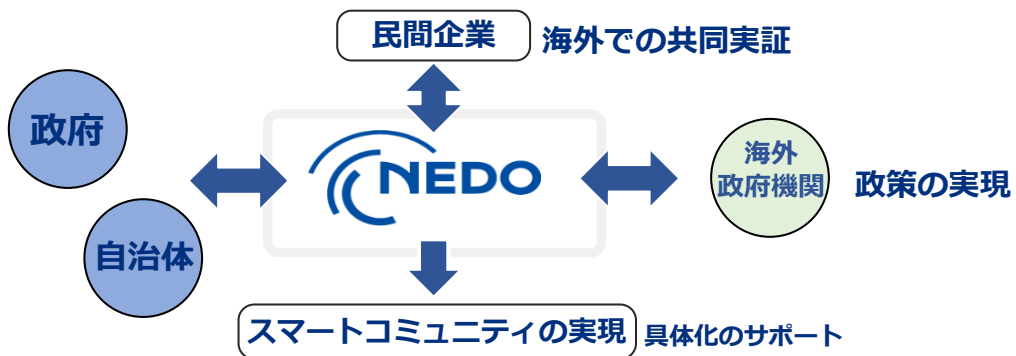 民間企業
海外での共同実証
政府
NEDO
海外
政府機関
政策の実現
自治体
スマートコミュニティの実現
具体化のサポート